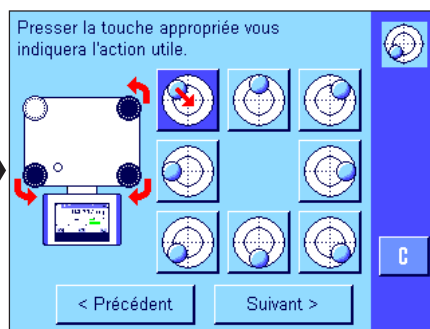 Presser la touche appropriée vous
indiquera l'action utile.
C
< Précédent
Suivant >